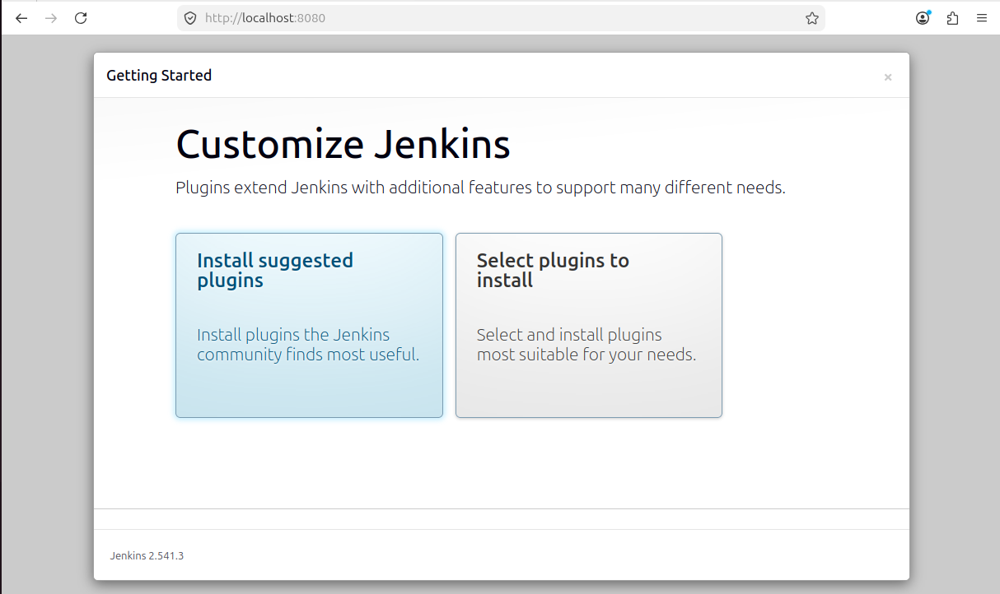 http://localhost:8080
Getting Started
×
Customize Jenkins
Plugins extend Jenkins with additional features to support many different needs.
Install suggested
plugins
Install plugins the Jenkins
community finds most useful.
Select plugins to
install
Select and install plugins
most suitable for your needs.
Jenkins 2.541.3